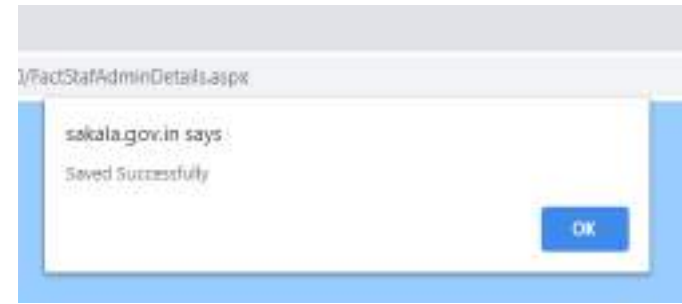 /FactStafAdminDetails.aspx
sakala.gov.in says
Saved Successfully
OK